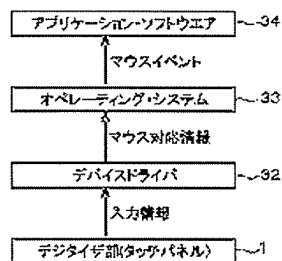 アプリケーション・ソフトウエア 34
マウスイベント
オペレーティング・システム 33
マウス対応情報
デバイスドライバ 32
入力情報
デジタイザ部(タッチ・パネル) 1